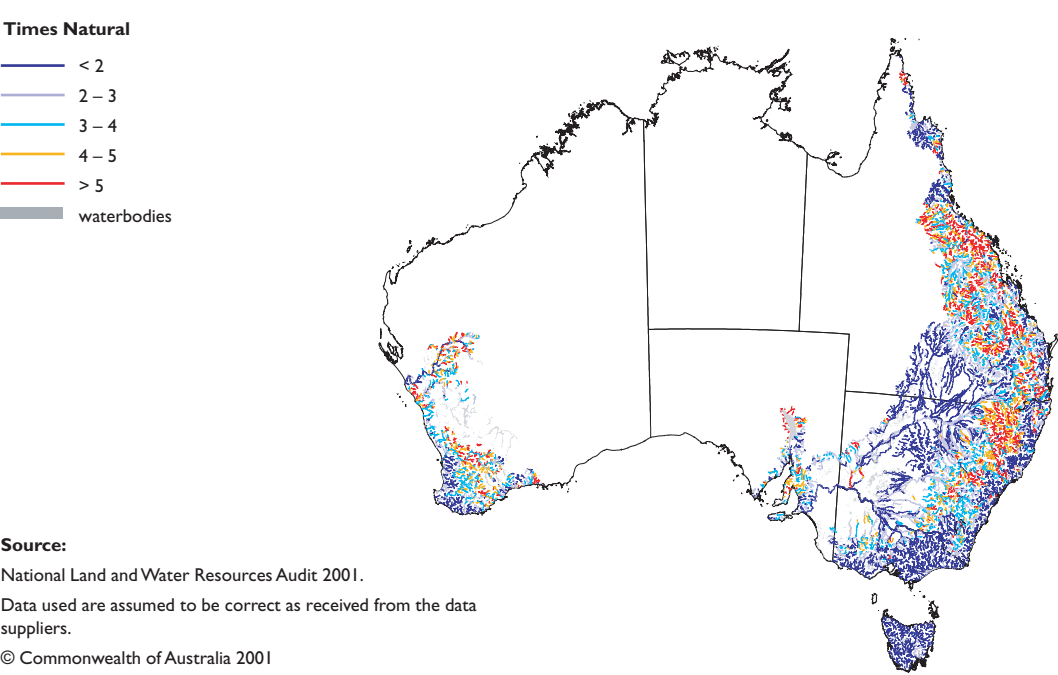 Times Natural
< 2
2 – 3
3 – 4
4 – 5
> 5
waterbodies
Source:
National Land and Water Resources Audit 2001.
Data used are assumed to be correct as received from the data
suppliers.
© Commonwealth of Australia 2001